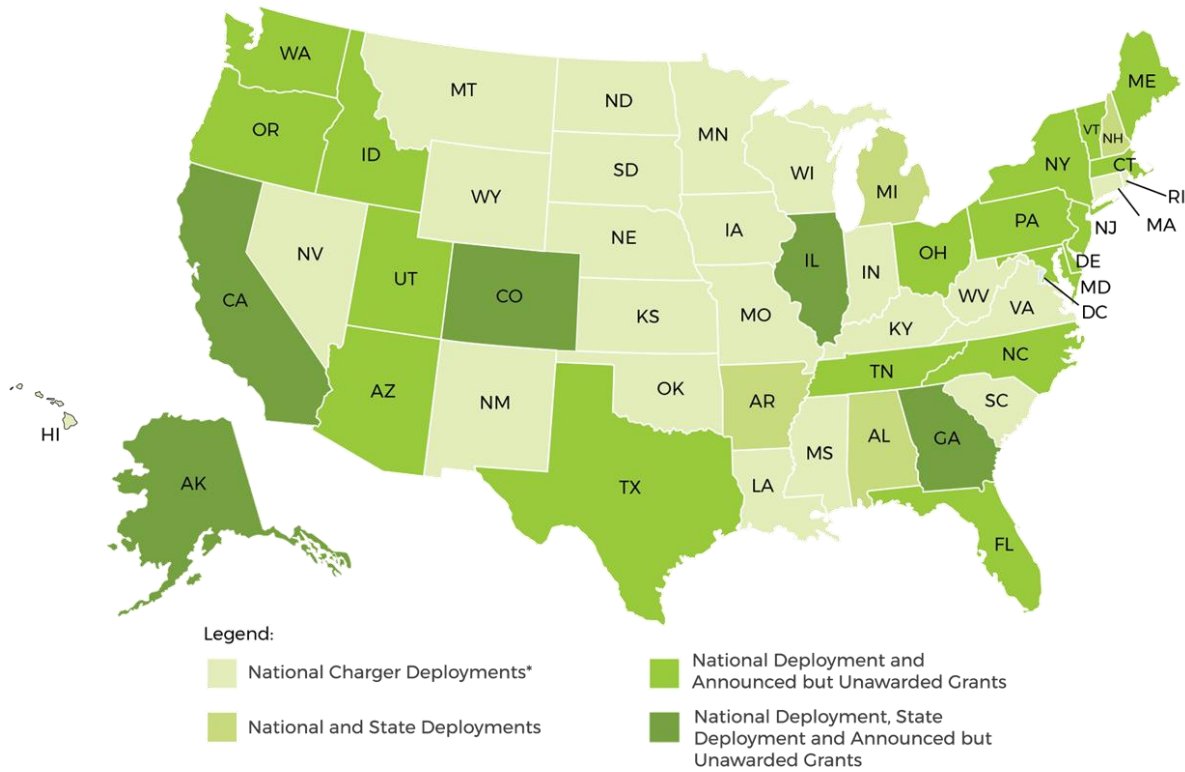 WA
MT
ND
MN
ME
OR
ID
SD
WI
VT
NH
NY
CT
MI
RI
WY
MA
IA
NE
PA
NJ
NV
UT
CO
IL
IN
OH
DE
MD
DC
CA
WV
VA
KS
MO
KY
NC
TN
AZ
NM
OK
AR
SC
HI
AL
GA
MS
AK
TX
LA
FL
Legend:
National Charger Deployments*
National and State Deployments
National Deployment and
Announced but Unawarded Grants
National Deployment, State
Deployment and Announced but
Unawarded Grants